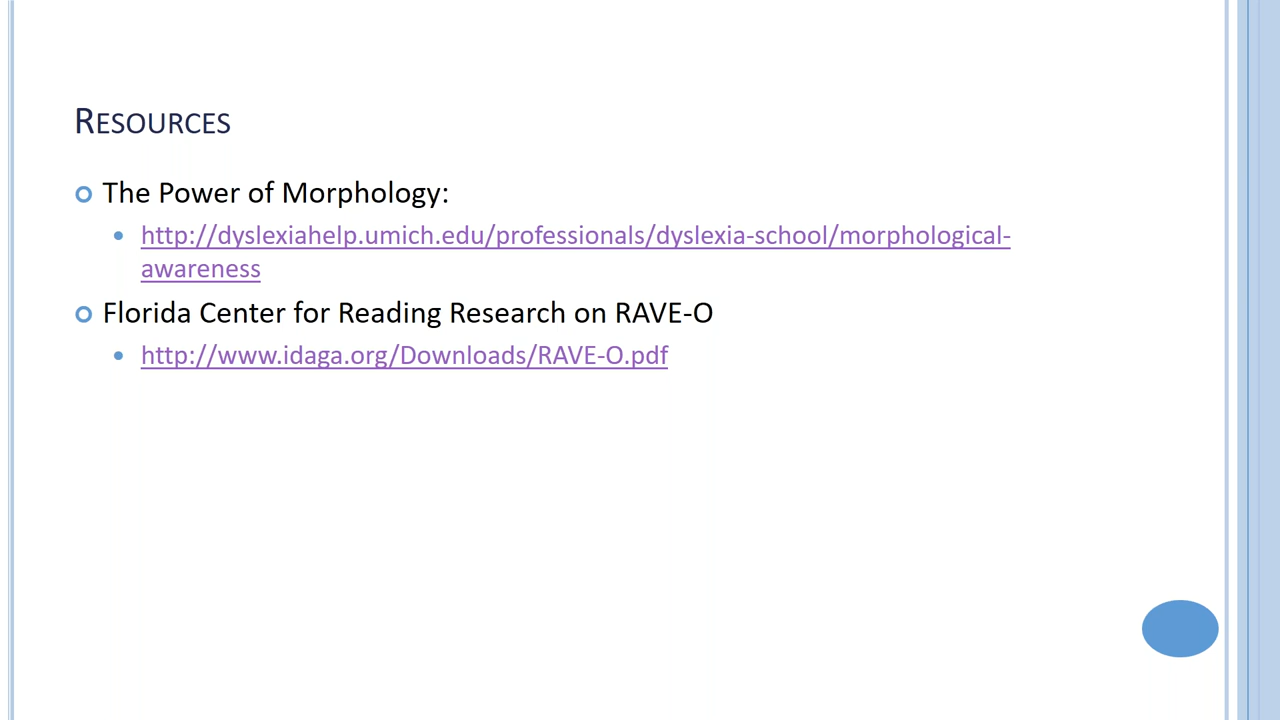 Resources
The Power of Morphology:
http://dyslexiahelp.umich.edu/professionals/dyslexia-school/morphological-
awareness
Florida Center for Reading Research on RAVE-O
http://www.idaga.org/Downloads/RAVE-O.pdf